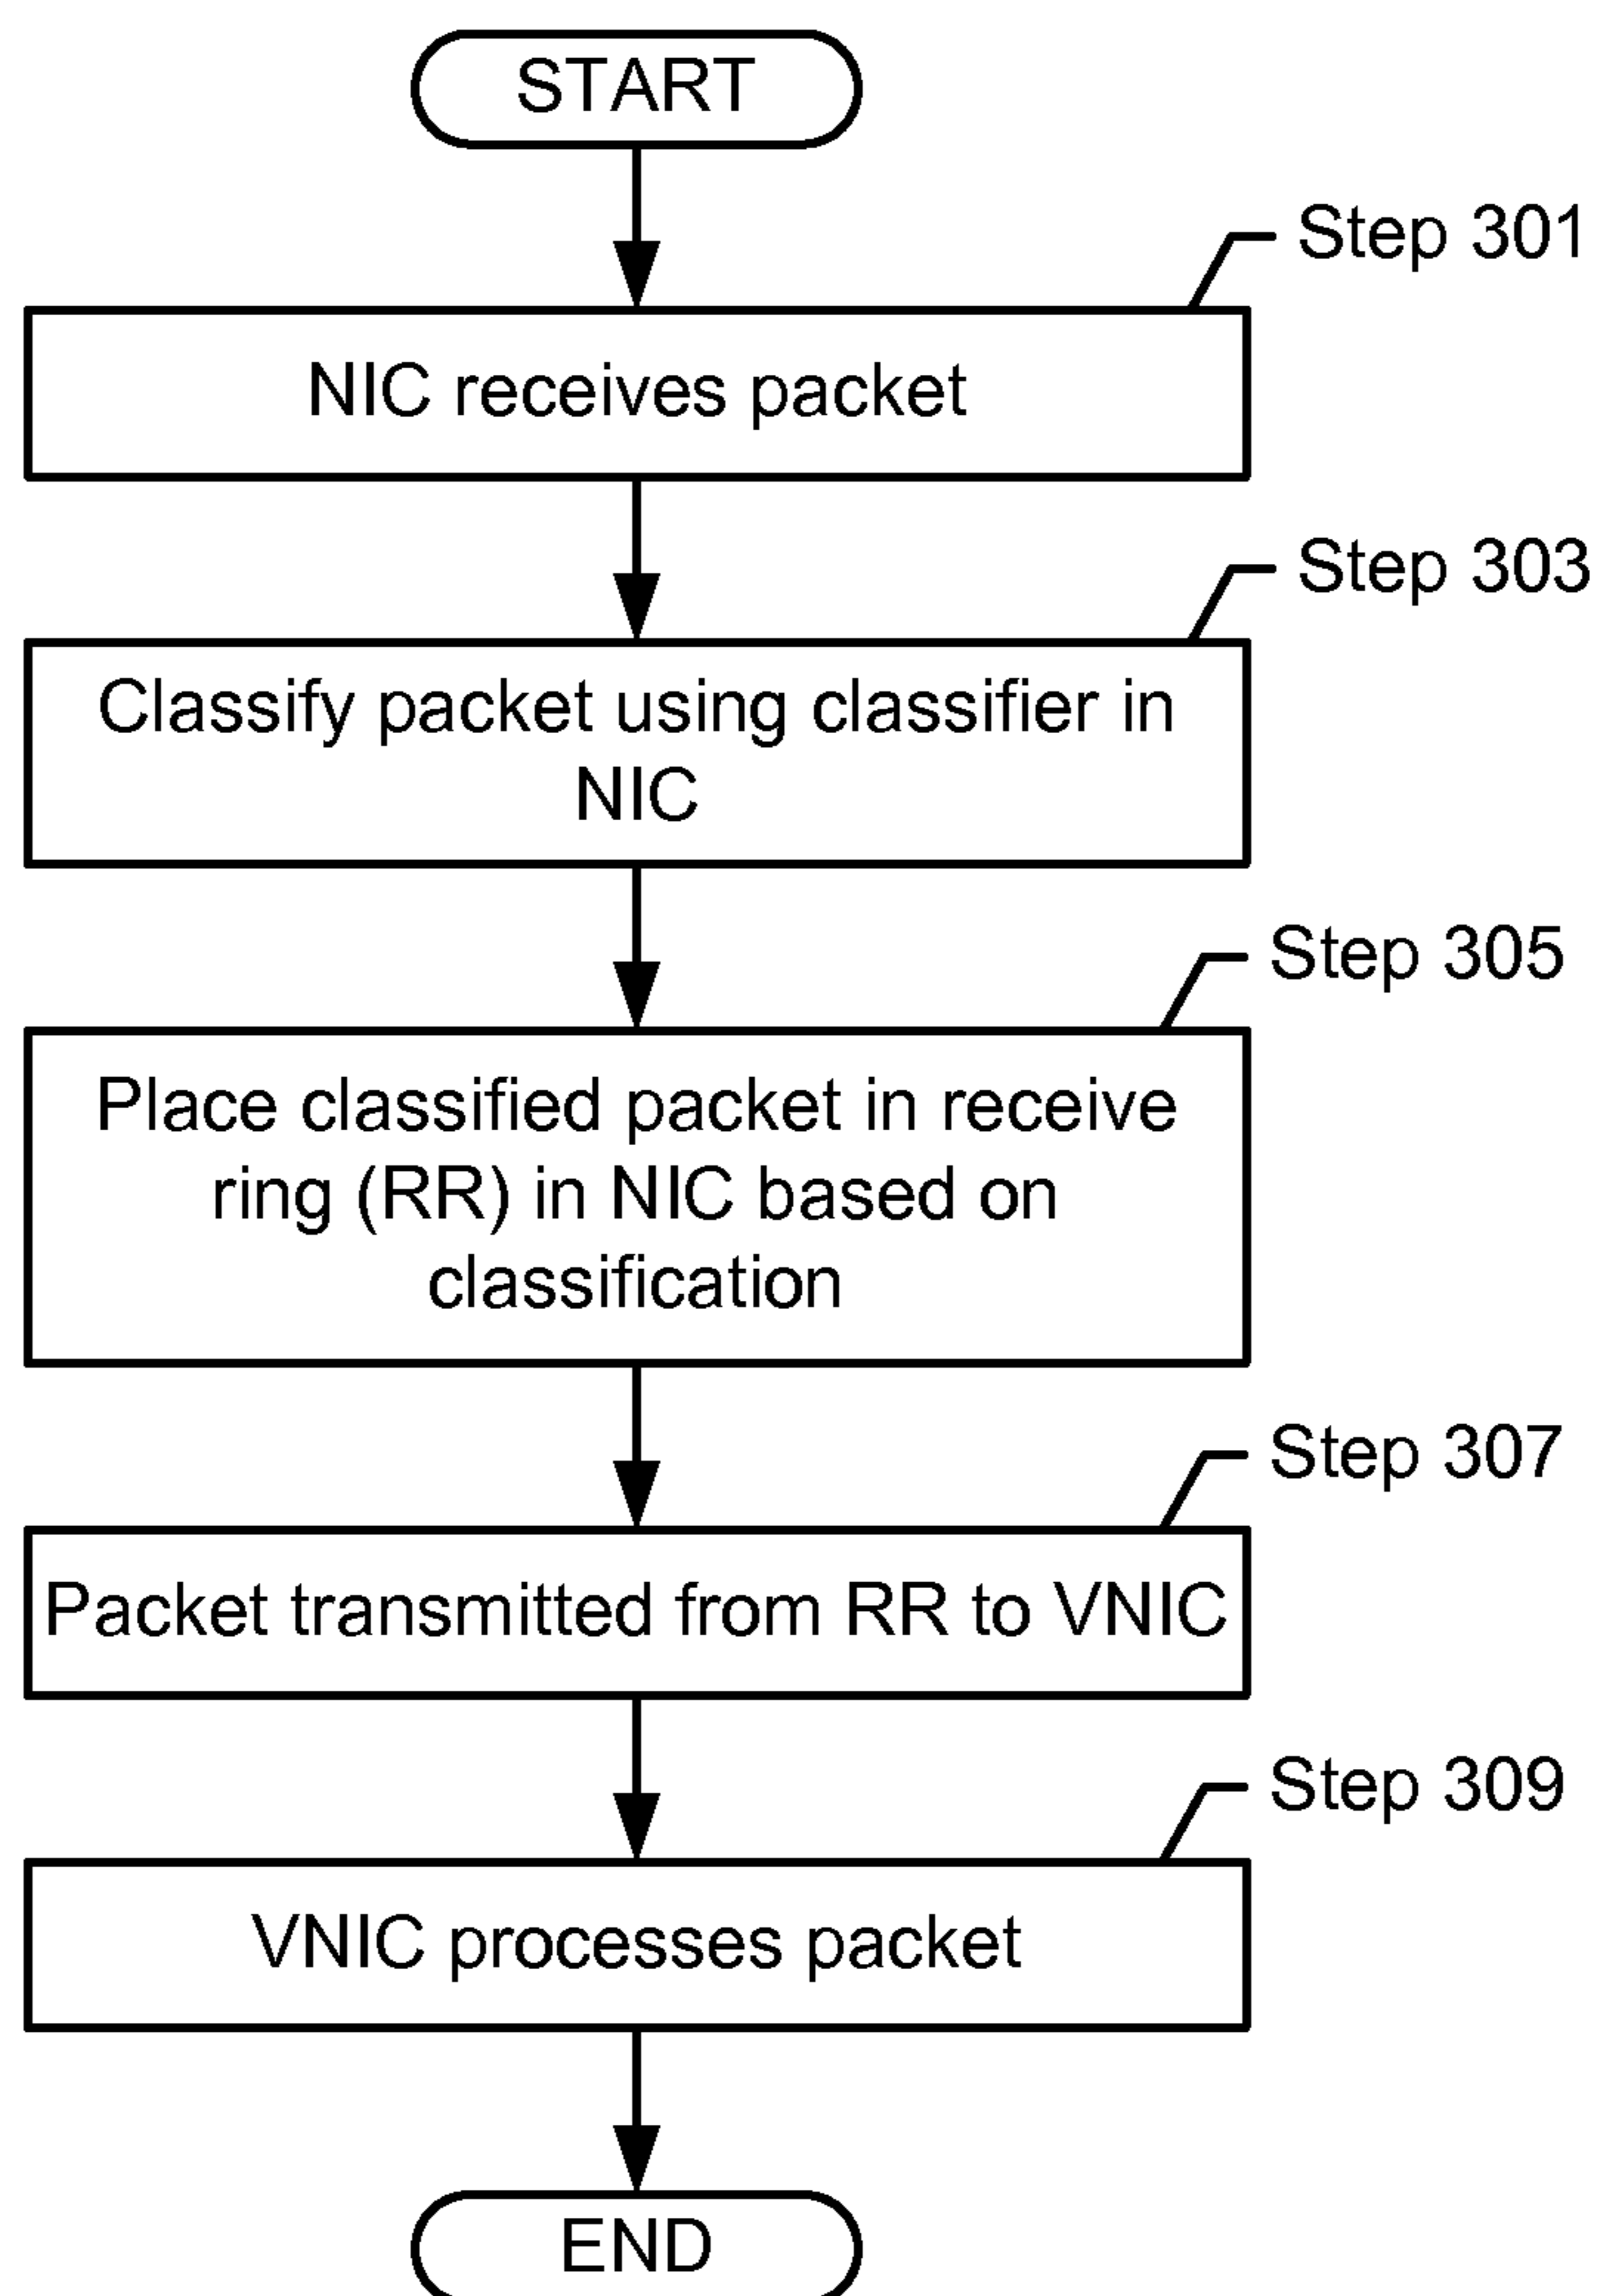 START
Step 301
NIC receives packet
Step 303
Classify packet using classifier in
NIC
Step 305
Place classified packet in receive
ring (RR) in NIC based on
classification
Step 307
Packet transmitted from RR to VNIC
Step 309
VNIC processes packet
END